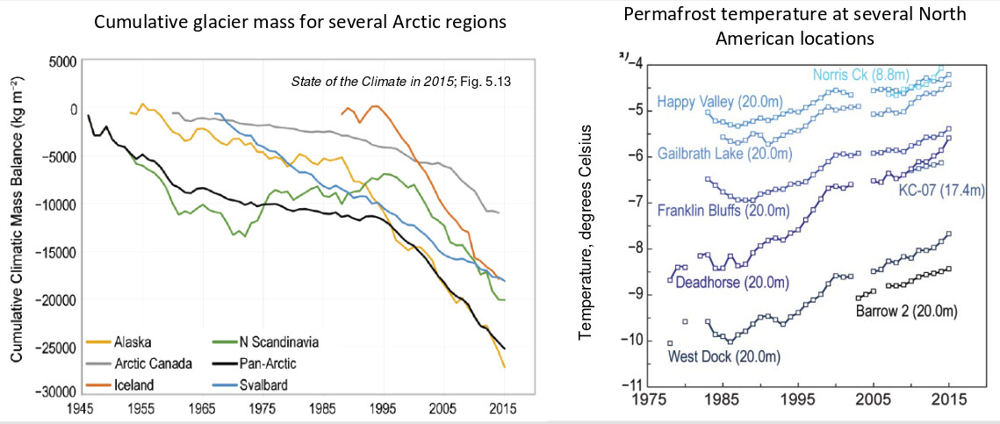 Cumulative glacier mass for several Arctic regions
State of the Climate in 2015; Fig. 5.13
Cumulative Climatic Mass Balance (kg m⁻²)
5000
0
−5000
−10000
−15000
−20000
−25000
−30000
Alaska
Arctic Canada
Iceland
N Scandinavia
Pan-Arctic
Svalbard
1945 1955 1965 1975 1985 1995 2005 2015
Permafrost temperature at several North
American locations
Temperature, degrees Celsius
−4
−5
−6
−7
−8
−9
−10
−11
Norris Ck (8.8m)
Happy Valley (20.0m)
Gailbrath Lake (20.0m)
KC-07 (17.4m)
Franklin Bluffs (20.0m)
Deadhorse (20.0m)
Barrow 2 (20.0m)
West Dock (20.0m)
1975 1985 1995 2005 2015